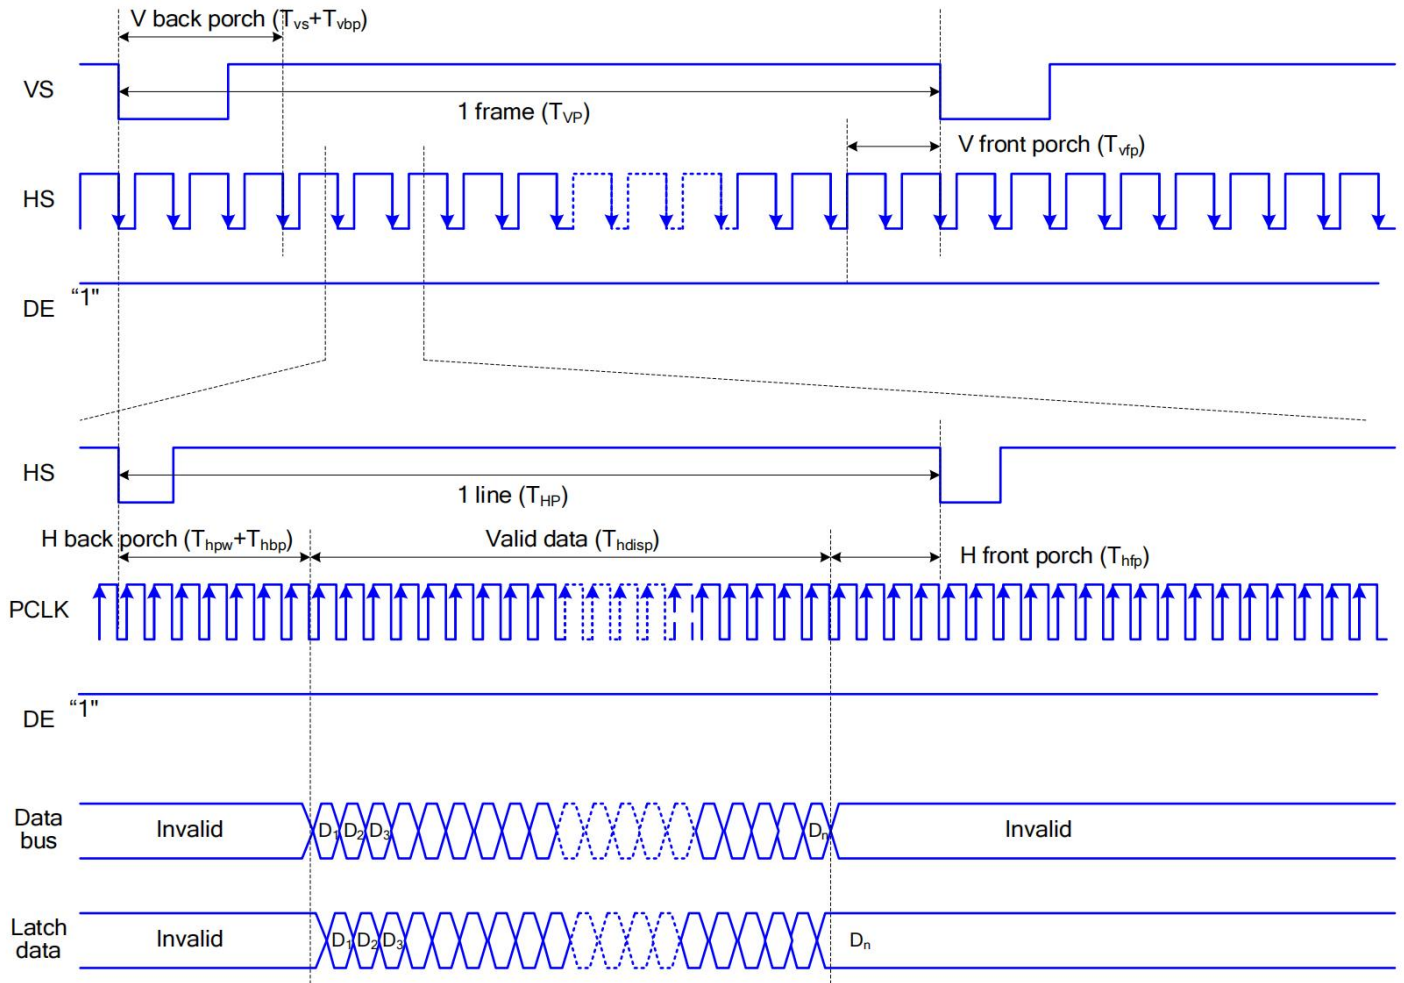 V back porch (Tvs+Tvbp)
VS
1 frame (TVP)
V front porch (Tvfp)
HS
DE "1"
HS
1 line (THP)
H back porch (Thpw+Thbp)
Valid data (Thdisp)
H front porch (Thfp)
PCLK
DE "1"
Data
bus
Invalid
D1 D2 D3
Dn
Invalid
Latch
data
Invalid
D1 D2 D3
Dn